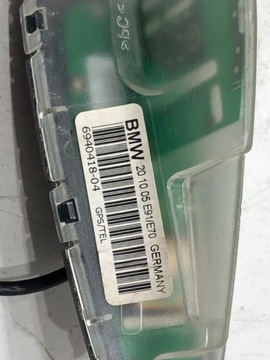 BMW 20.10.05 E91/E70 GERMANY
6940418-04 GPS/TEL